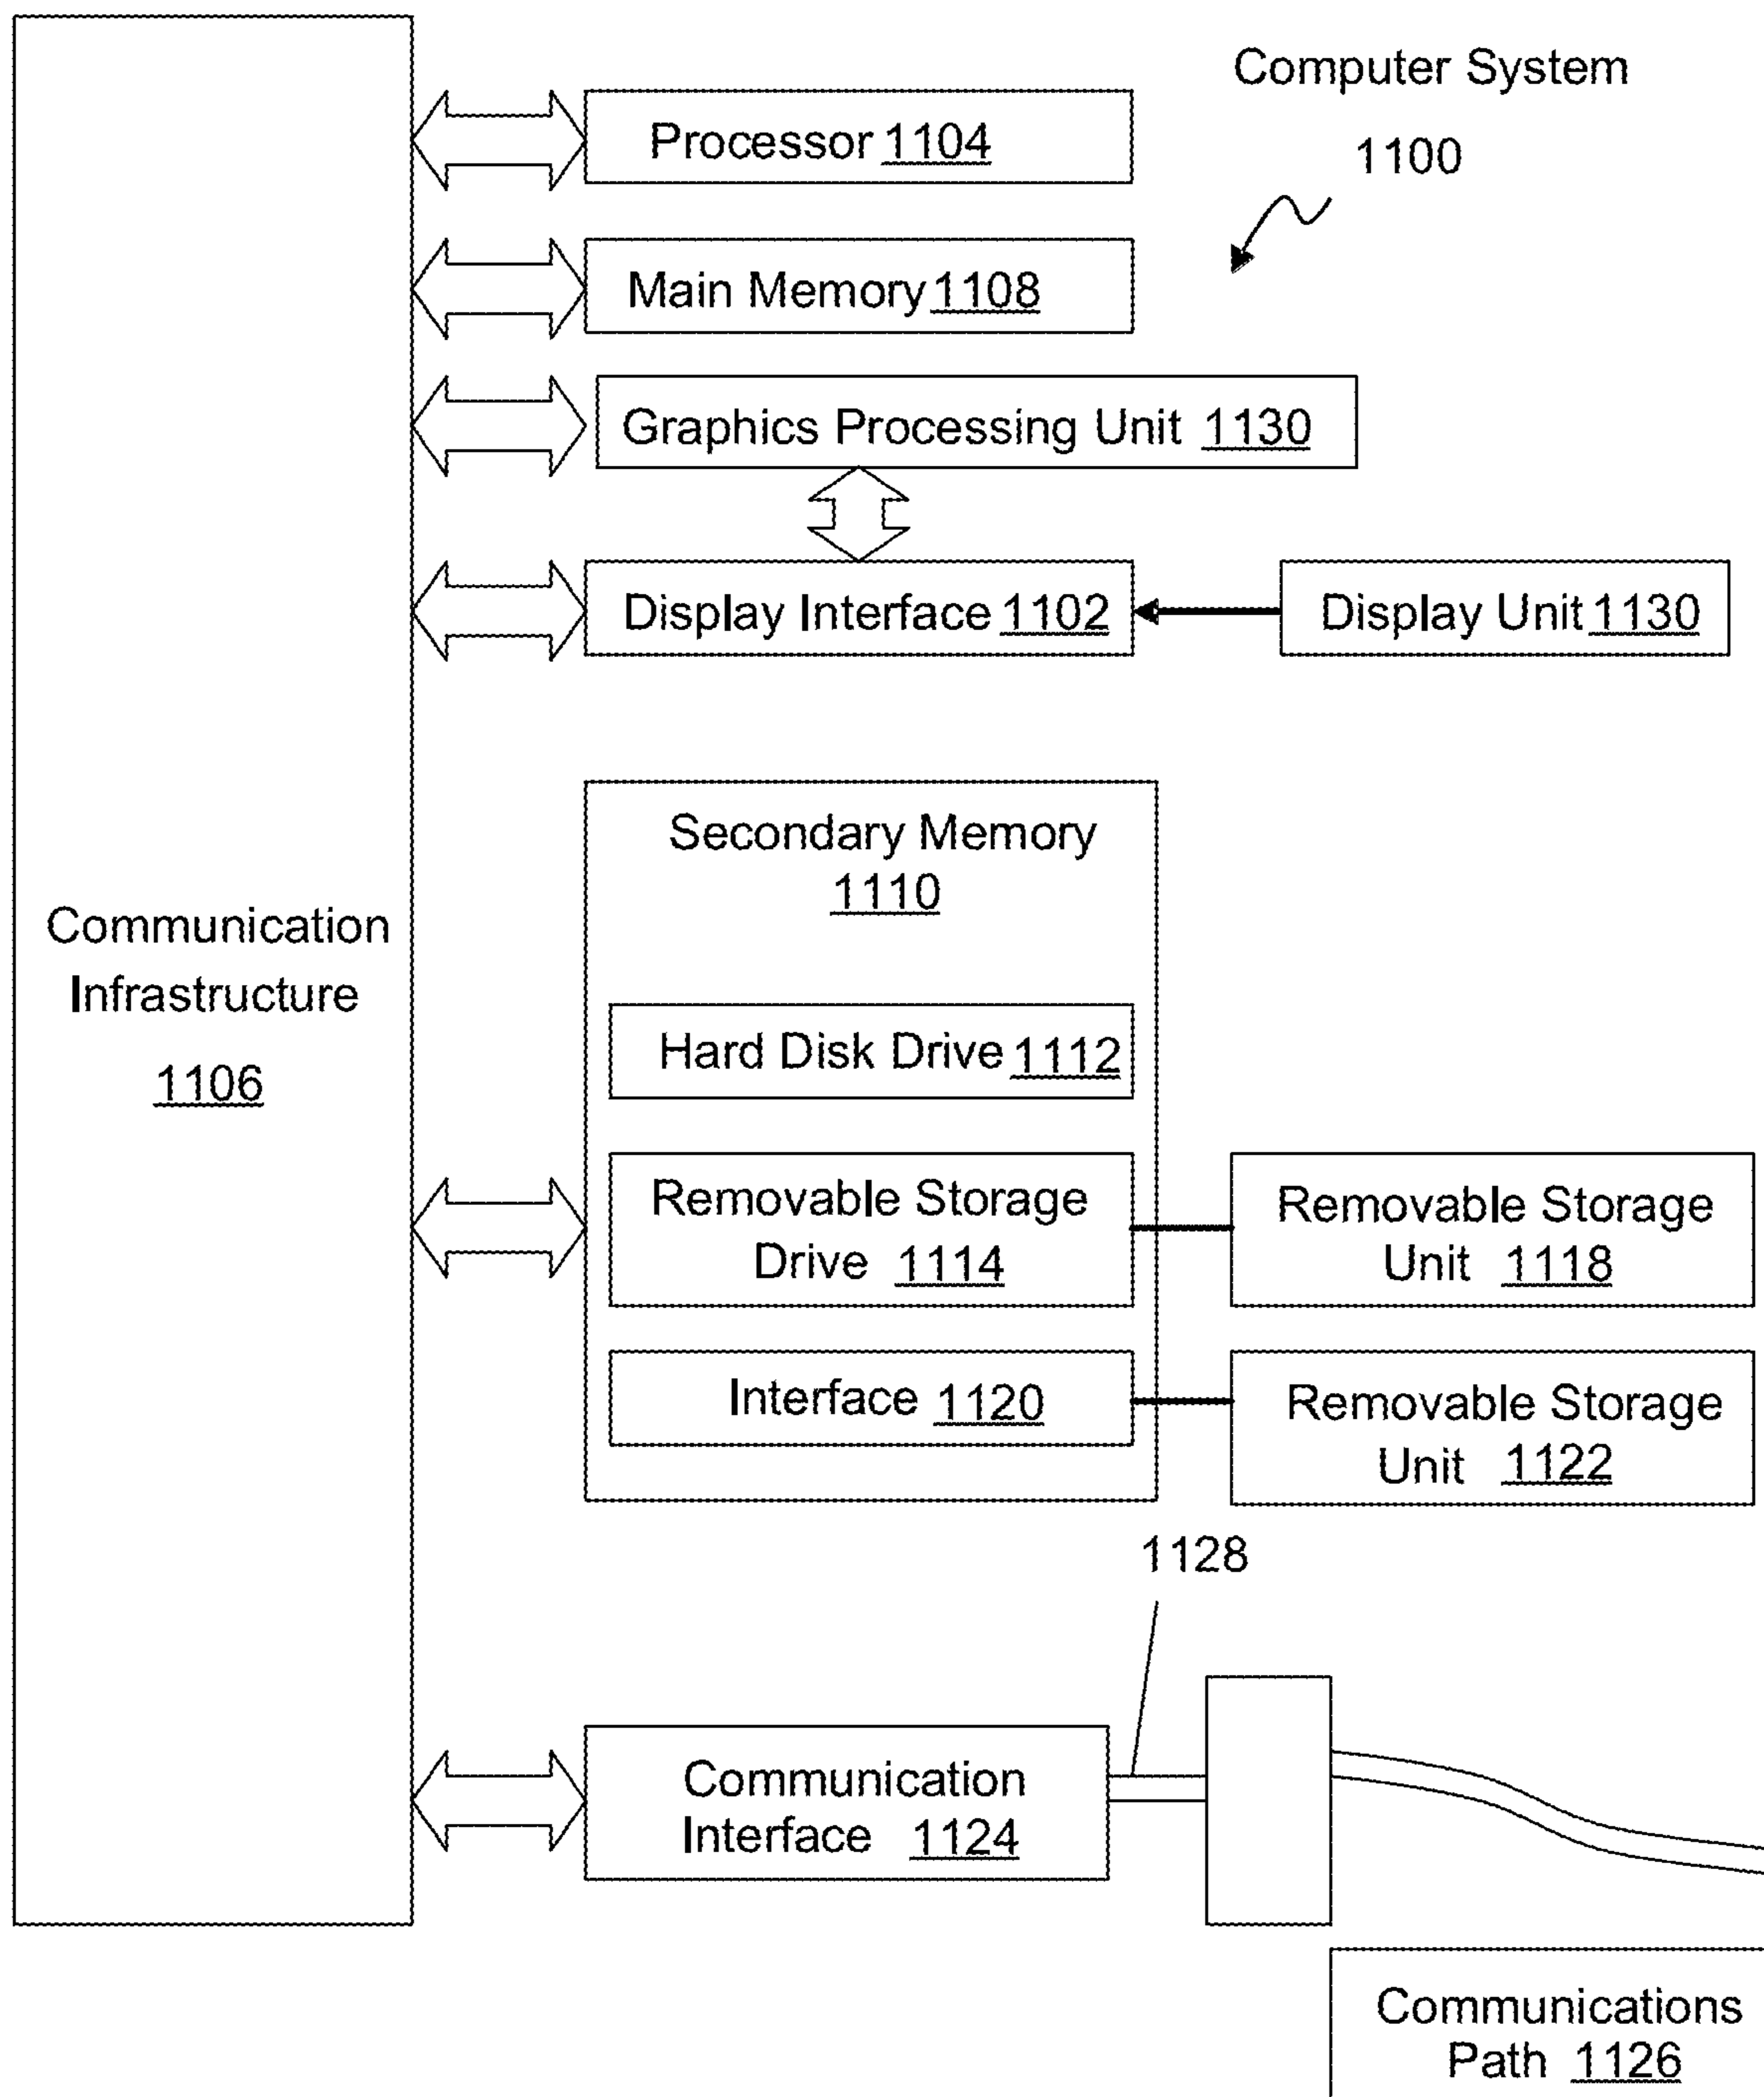 Computer System
1100
Processor 1104
Main Memory 1108
Graphics Processing Unit 1130
Display Interface 1102
Display Unit 1130
Secondary Memory
1110
Communication
Infrastructure
1106
Hard Disk Drive 1112
Removable Storage
Drive 1114
Removable Storage
Unit 1118
Interface 1120
Removable Storage
Unit 1122
1128
Communication
Interface 1124
Communications
Path 1126